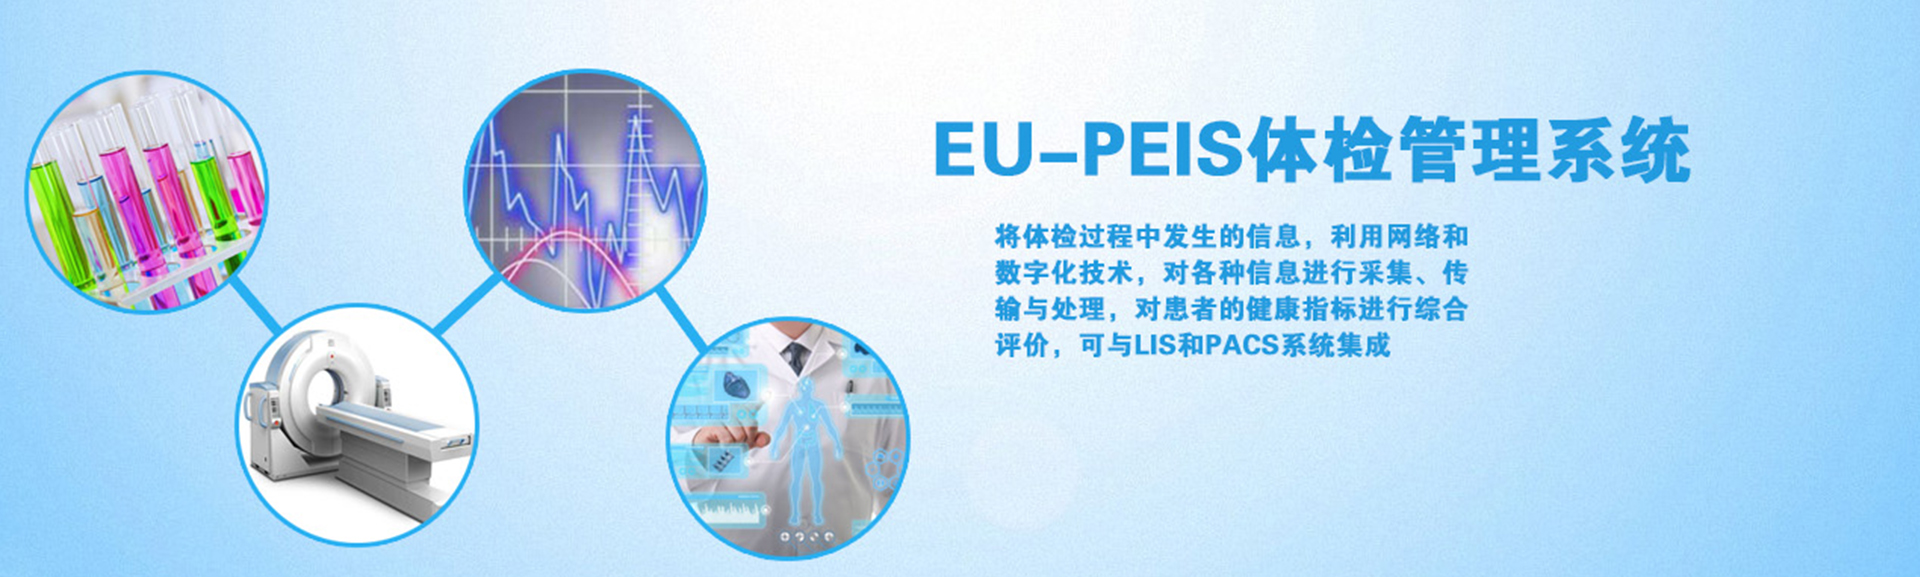 EU-PEIS体检管理系统
将体检过程中发生的信息，利用网络和
数字化技术，对各种信息进行采集、传
输与处理，对患者的健康指标进行综合
评价，可与LIS和PACS系统集成